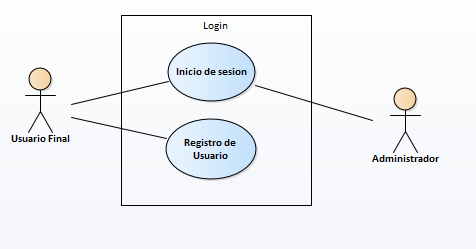 Login
Inicio de sesion
Usuario Final
Registro de
Usuario
Administrador